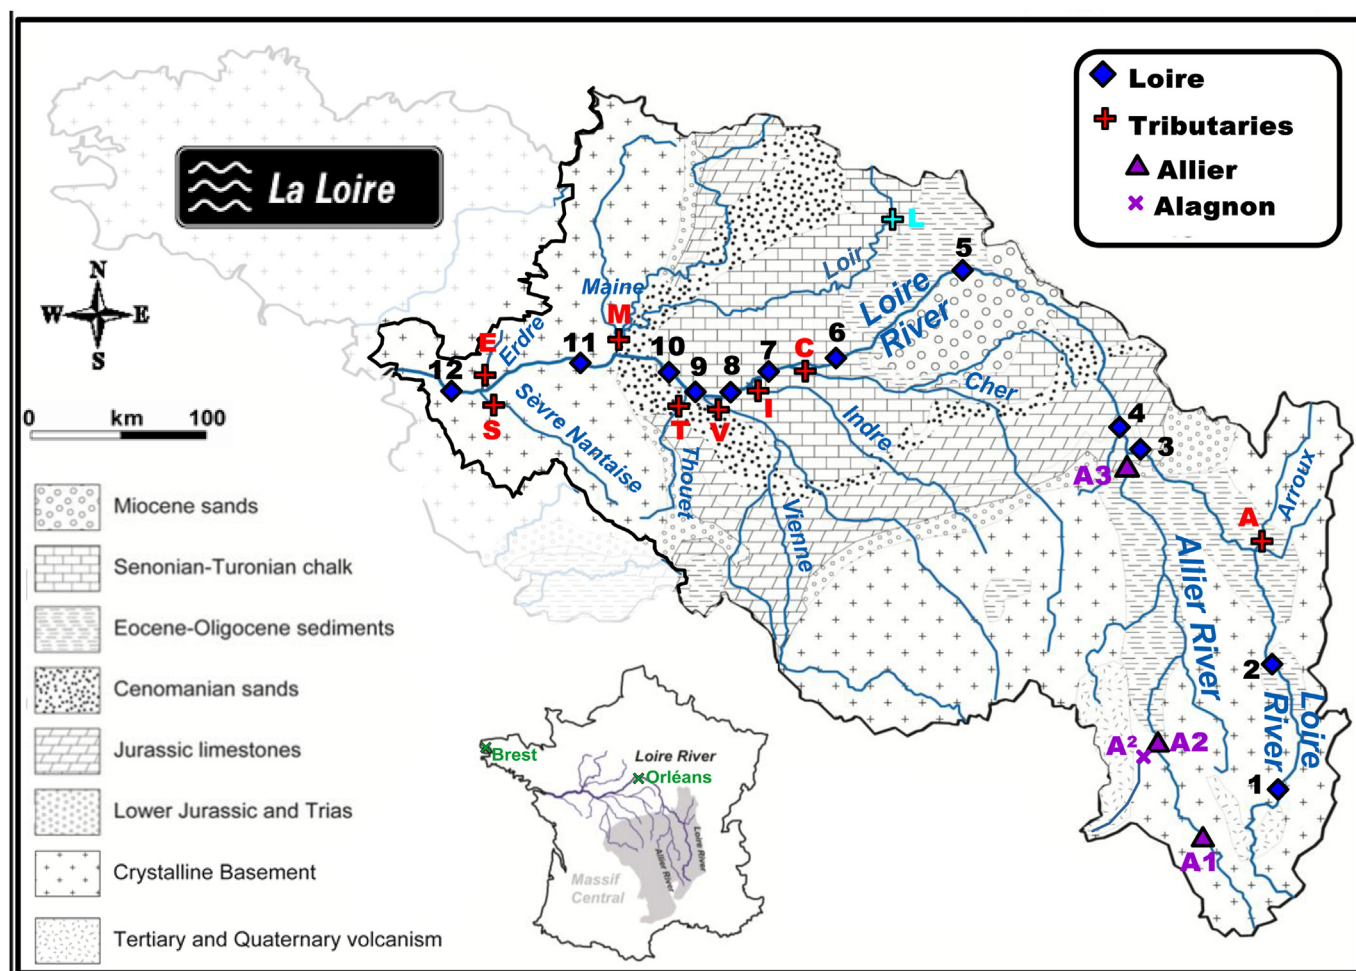 Loire
Tributaries
Allier
Alagnon
La Loire
N
W E
S
0 km 100
Miocene sands
Senonian-Turonian chalk
Eocene-Oligocene sediments
Cenomanian sands
Jurassic limestones
Lower Jurassic and Trias
Crystalline Basement
Tertiary and Quaternary volcanism
L
5
Loir
Loire
River
Maine
M
E
Erdre
11
10
9
8
7
C
6
12
S
Sèvre Nantaise
T
V
I
Thouet
Vienne
Indre
Cher
4
3
A3
A
Arroux
Allier River
2
Loire
River
A²
A2
1
A1
Brest
Loire River
Orléans
Massif
Central
Allier River
Loire River